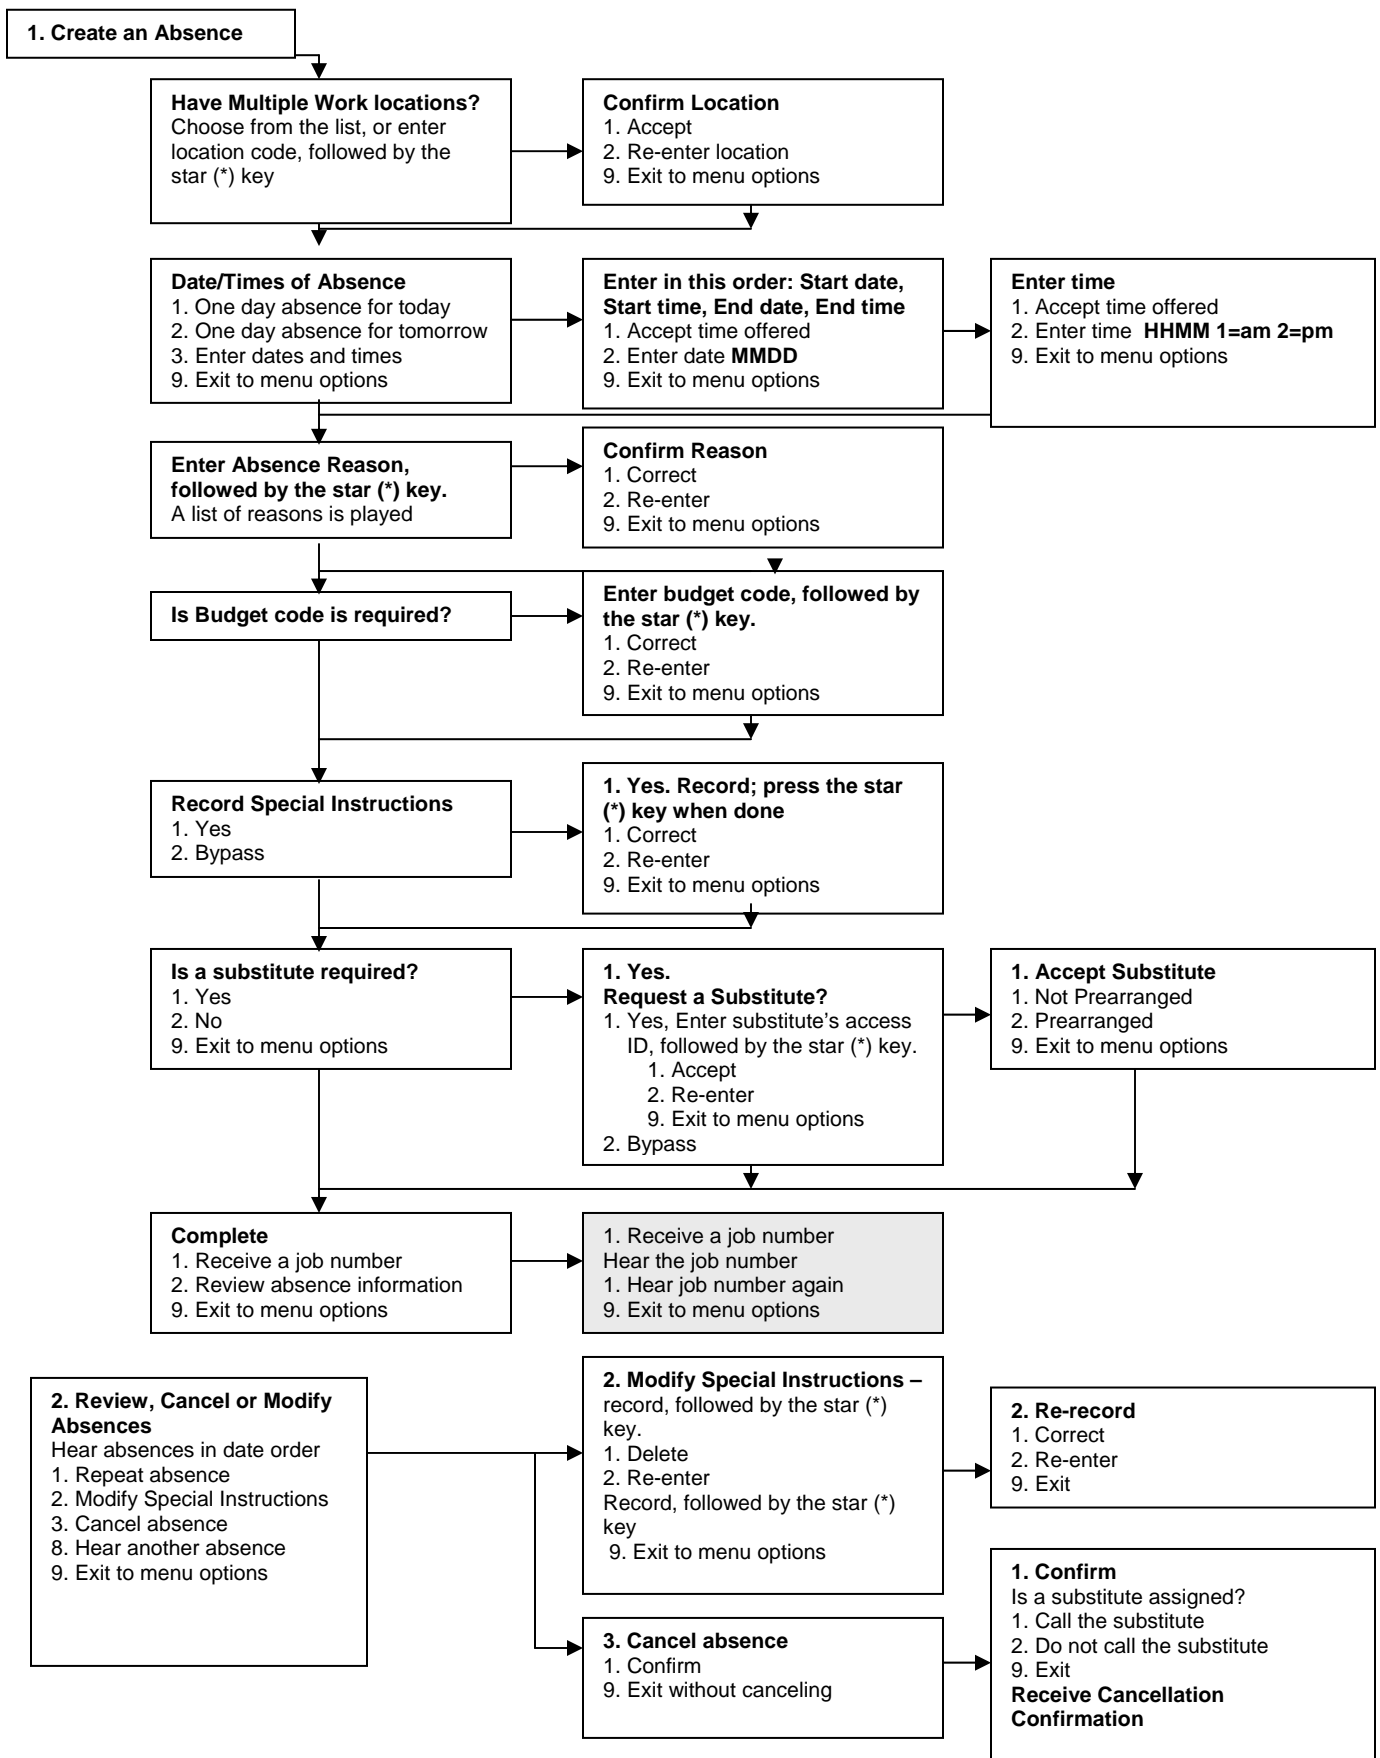 1. Create an Absence
Have Multiple Work locations?
Choose from the list, or enter
location code, followed by the
star (*) key
Confirm Location
1. Accept
2. Re-enter location
9. Exit to menu options
Date/Times of Absence
1. One day absence for today
2. One day absence for tomorrow
3. Enter dates and times
9. Exit to menu options
Enter in this order: Start date,
Start time, End date, End time
1. Accept time offered
2. Enter date MMDD
9. Exit to menu options
Enter time
1. Accept time offered
2. Enter time  HHMM 1=am 2=pm
9. Exit to menu options
Enter Absence Reason,
followed by the star (*) key.
A list of reasons is played
Confirm Reason
1. Correct
2. Re-enter
9. Exit to menu options
Is Budget code is required?
Enter budget code, followed by
the star (*) key.
1. Correct
2. Re-enter
9. Exit to menu options
Record Special Instructions
1. Yes
2. Bypass
1. Yes. Record; press the star
(*) key when done
1. Correct
2. Re-enter
9. Exit to menu options
Is a substitute required?
1. Yes
2. No
9. Exit to menu options
1. Yes.
Request a Substitute?
1. Yes, Enter substitute's access
ID, followed by the star (*) key.
1. Accept
2. Re-enter
9. Exit to menu options
2. Bypass
1. Accept Substitute
1. Not Prearranged
2. Prearranged
9. Exit to menu options
Complete
1. Receive a job number
2. Review absence information
9. Exit to menu options
1. Receive a job number
Hear the job number
1. Hear job number again
9. Exit to menu options
2. Review, Cancel or Modify
Absences
Hear absences in date order
1. Repeat absence
2. Modify Special Instructions
3. Cancel absence
8. Hear another absence
9. Exit to menu options
2. Modify Special Instructions –
record, followed by the star (*)
key.
1. Delete
2. Re-enter
Record, followed by the star (*)
key
9. Exit to menu options
2. Re-record
1. Correct
2. Re-enter
9. Exit
3. Cancel absence
1. Confirm
9. Exit without canceling
1. Confirm
Is a substitute assigned?
1. Call the substitute
2. Do not call the substitute
9. Exit
Receive Cancellation
Confirmation